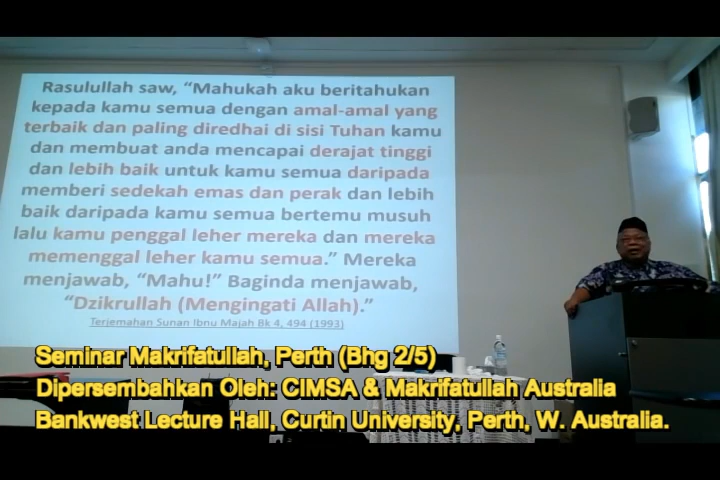 Rasulullah saw, “Mahukah aku beritahukan
kepada kamu semua dengan amal-amal yang
terbaik dan paling diredhai di sisi Tuhan kamu
dan membuat anda mencapai derajat tinggi
dan lebih baik untuk kamu semua daripada
memberi sedekah emas dan perak dan lebih
baik daripada kamu semua bertemu musuh
lalu kamu penggal leher mereka dan mereka
memenggal leher kamu semua.” Mereka
menjawab, “Mahu!” Baginda menjawab,
“Dzikrullah (Mengingati Allah).”
Terjemahan Sunan Ibnu Majah Bk 4, 494 (1993)
Seminar Makrifatullah, Perth (Bhg 2/5)
Dipersembahkan Oleh: CIMSA & Makrifatullah Australia
Bankwest Lecture Hall, Curtin University, Perth, W. Australia.